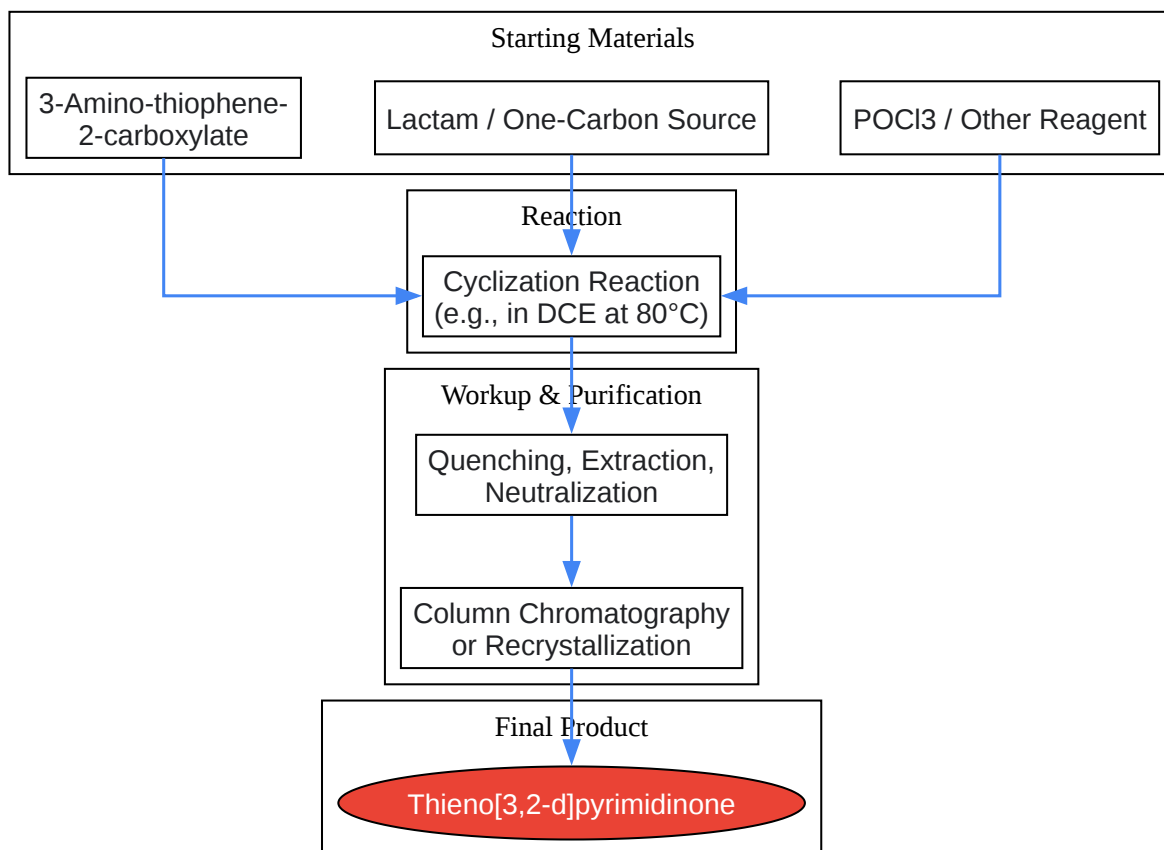 Starting Materials
3-Amino-thiophene-
2-carboxylate
Lactam / One-Carbon Source
POCl3 / Other Reagent
Reaction
Cyclization Reaction
(e.g., in DCE at 80°C)
Workup & Purification
Quenching, Extraction,
Neutralization
Column Chromatography
or Recrystallization
Final Product
Thieno[3,2-d]pyrimidinone